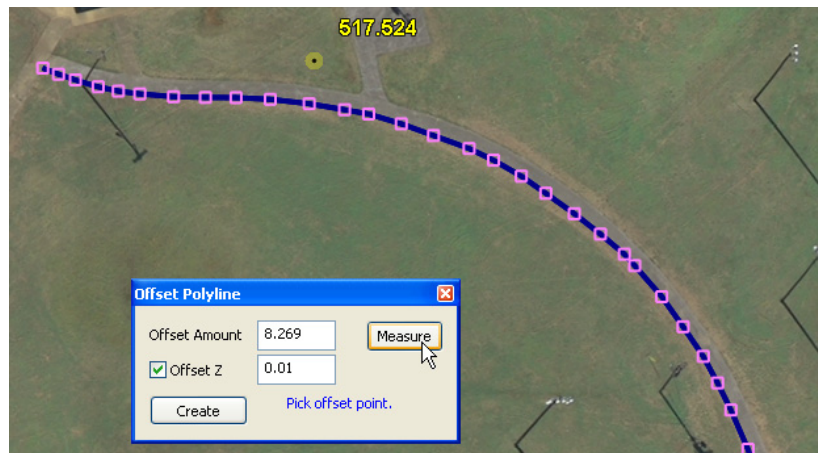 517.524
Offset Polyline
Offset Amount 8.269 Measure
Offset Z 0.01
Create Pick offset point.